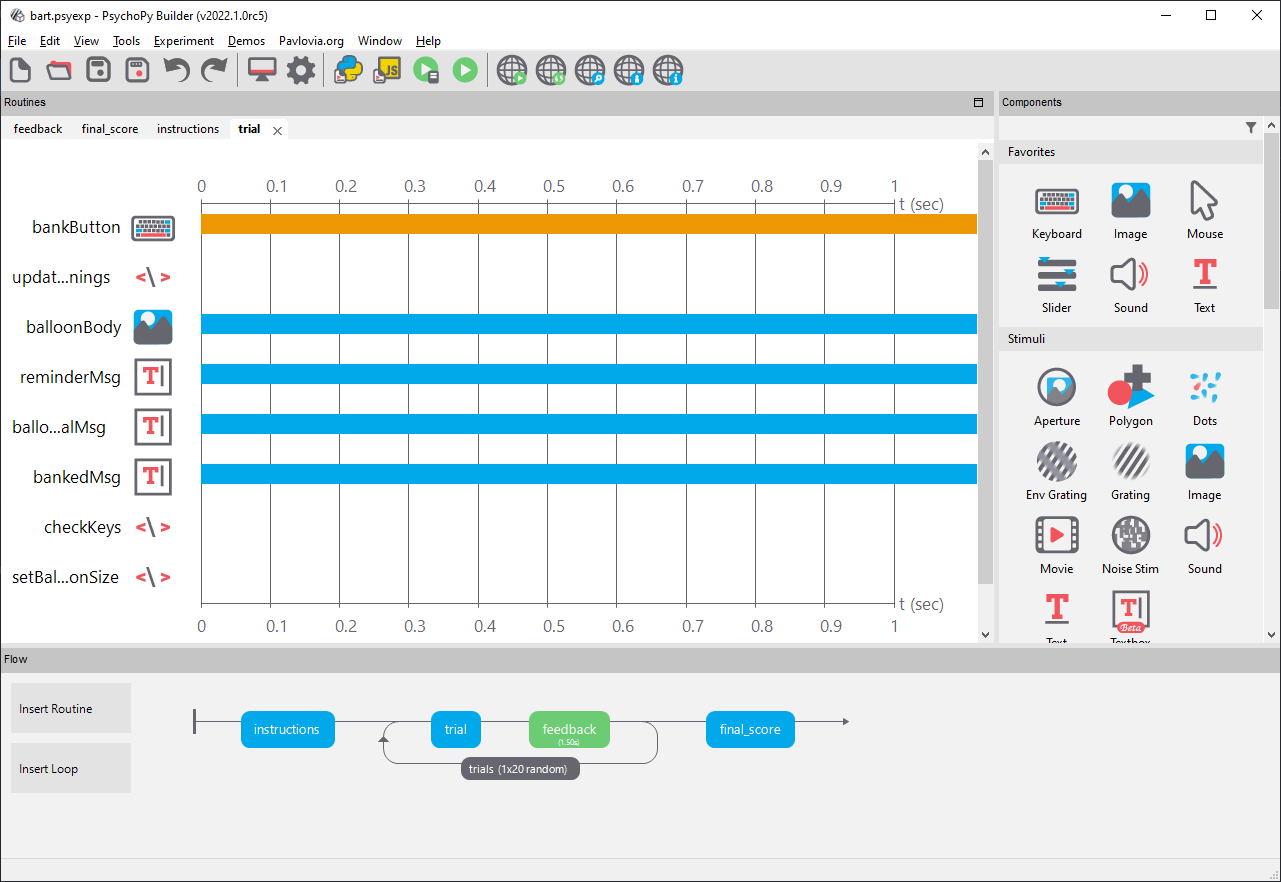 bart.psyexp - PsychoPy Builder (v2022.1.0rc5)
File Edit View Tools Experiment Demos Pavlovia.org Window Help
JS
Routines
feedback final_score instructions trial
0 0.1 0.2 0.3 0.4 0.5 0.6 0.7 0.8 0.9 1
t (sec)
bankButton
updat...nings
balloonBody
reminderMsg
ballo...alMsg
bankedMsg
checkKeys
setBal...onSize
t (sec)
0 0.1 0.2 0.3 0.4 0.5 0.6 0.7 0.8 0.9 1
Components
Favorites
Keyboard Image Mouse
Slider Sound Text
Stimuli
Aperture Polygon Dots
Env Grating Grating Image
Movie Noise Stim Sound
Beta
Text Textbox
Flow
Insert Routine
Insert Loop
instructions trial feedback final_score
(1.50s)
trials (1x20 random)